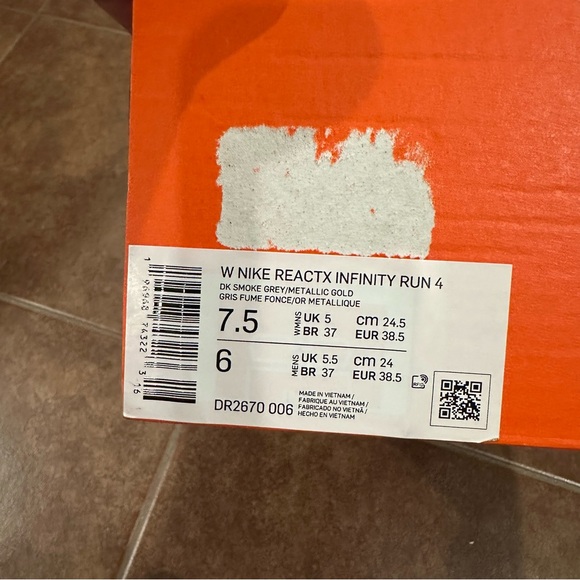 W NIKE REACTX INFINITY RUN 4
DK SMOKE GREY/METALLIC GOLD
GRIS FUME FONCE/OR METALLIQUE
7.5 WMNS UK 5 cm 24.5
BR 37 EUR 38.5
6 MENS UK 5.5 cm 24
BR 37 EUR 38.5
DR2670 006
MADE IN VIETNAM /
FABRIQUE AU VIETNAM /
FABRICADO NO VIETNÃ /
HECHO EN VIETNAM
RFID